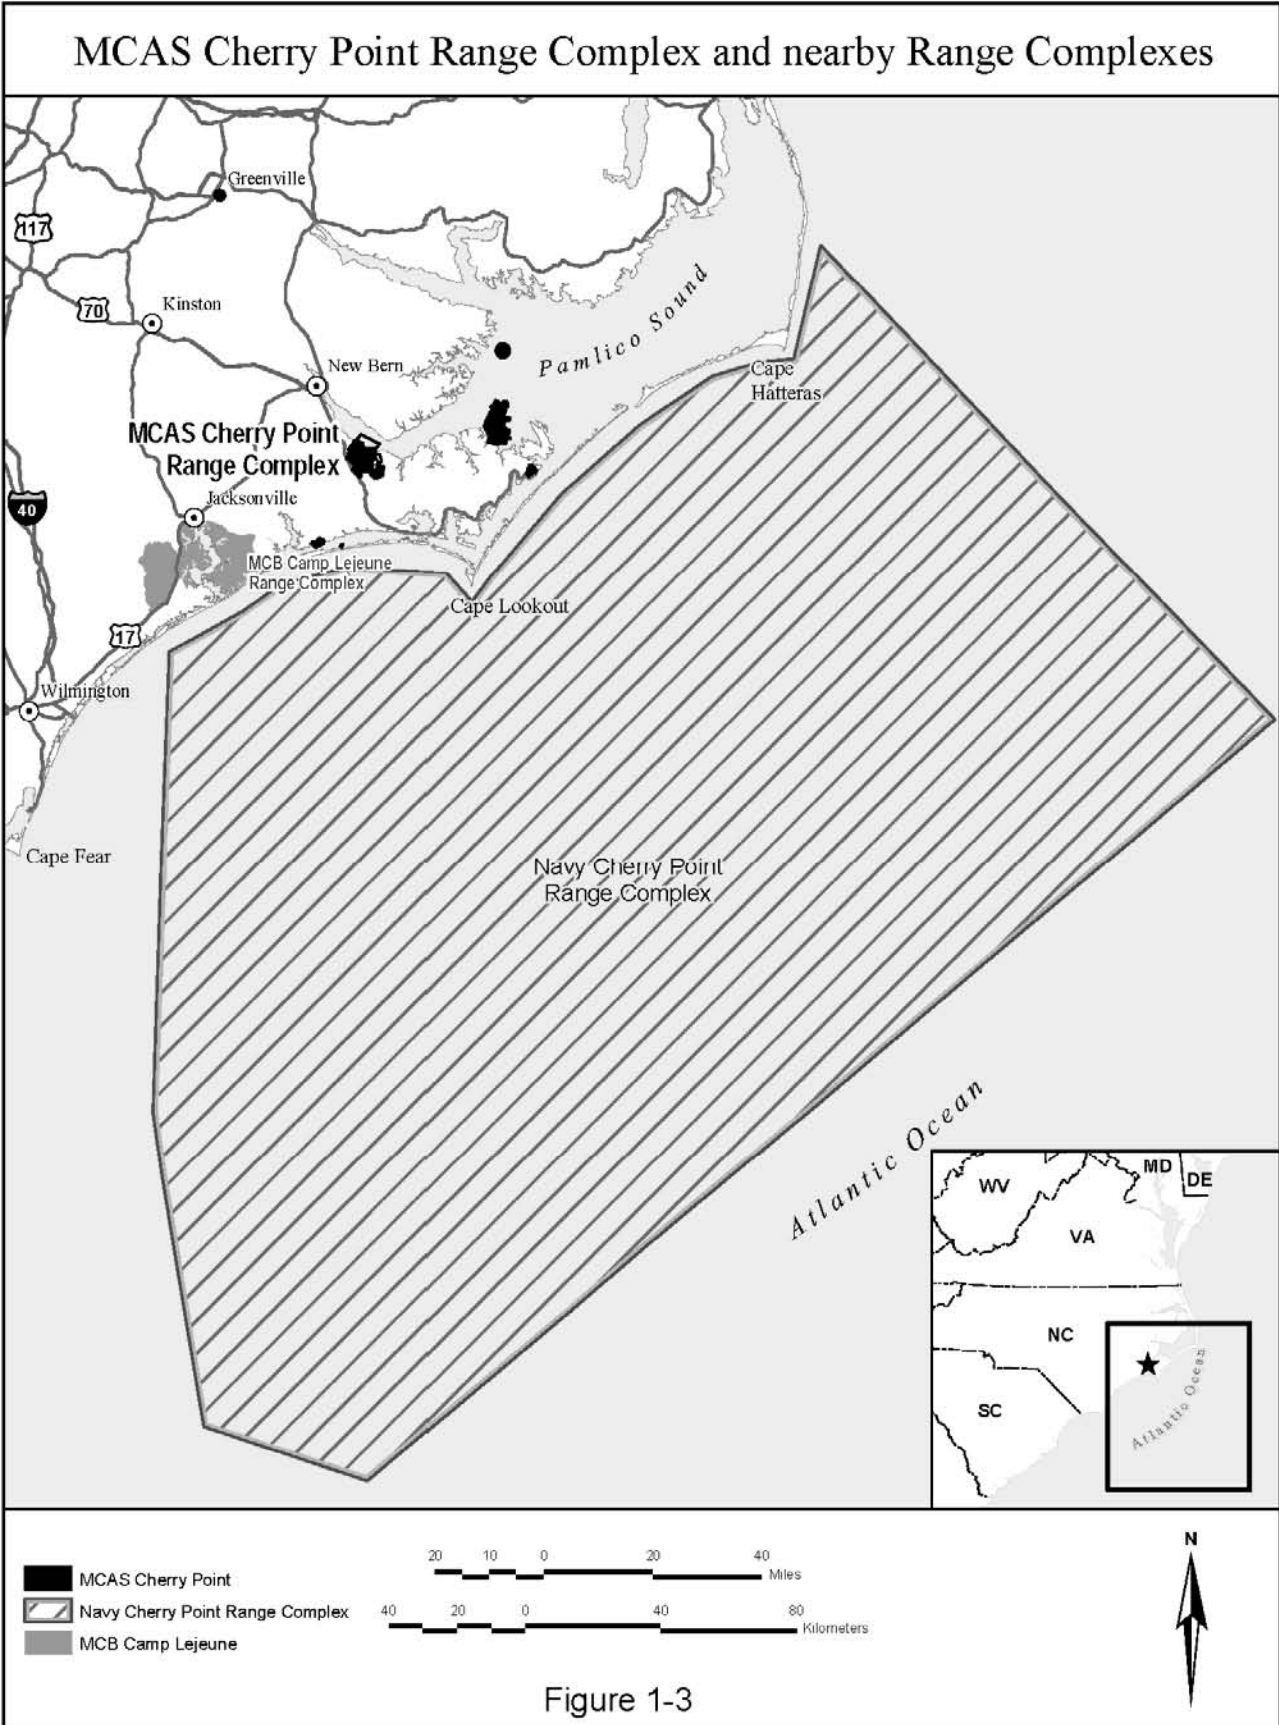 MCAS Cherry Point Range Complex and nearby Range Complexes
Greenville
117
70
Kinston
New Bern
Pamlico Sound
Cape
Hatteras
MCAS Cherry Point
Range Complex
40
Jacksonville
MCB Camp Lejeune
Range Complex
Cape Lookout
17
Wilmington
Cape Fear
Navy Cherry Point
Range Complex
Atlantic Ocean
WV
MD
DE
VA
NC
SC
Atlantic Ocean
MCAS Cherry Point
Navy Cherry Point Range Complex
MCB Camp Lejeune
20 10 0 20 40
Miles
40 20 0 40 80
Kilometers
N
Figure 1-3